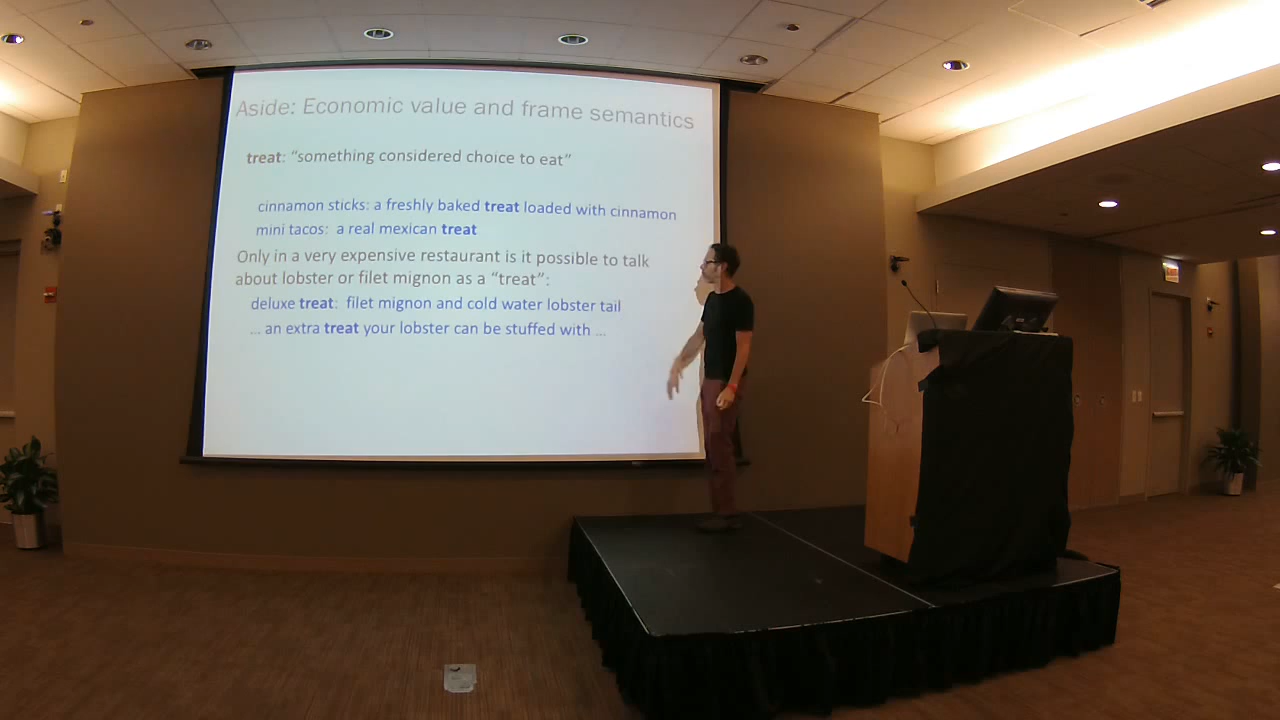 Aside: Economic value and frame semantics
treat: “something considered choice to eat”
cinnamon sticks: a freshly baked treat loaded with cinnamon
mini tacos: a real mexican treat
Only in a very expensive restaurant is it possible to talk
about lobster or filet mignon as a “treat”:
deluxe treat: filet mignon and cold water lobster tail
... an extra treat your lobster can be stuffed with ...